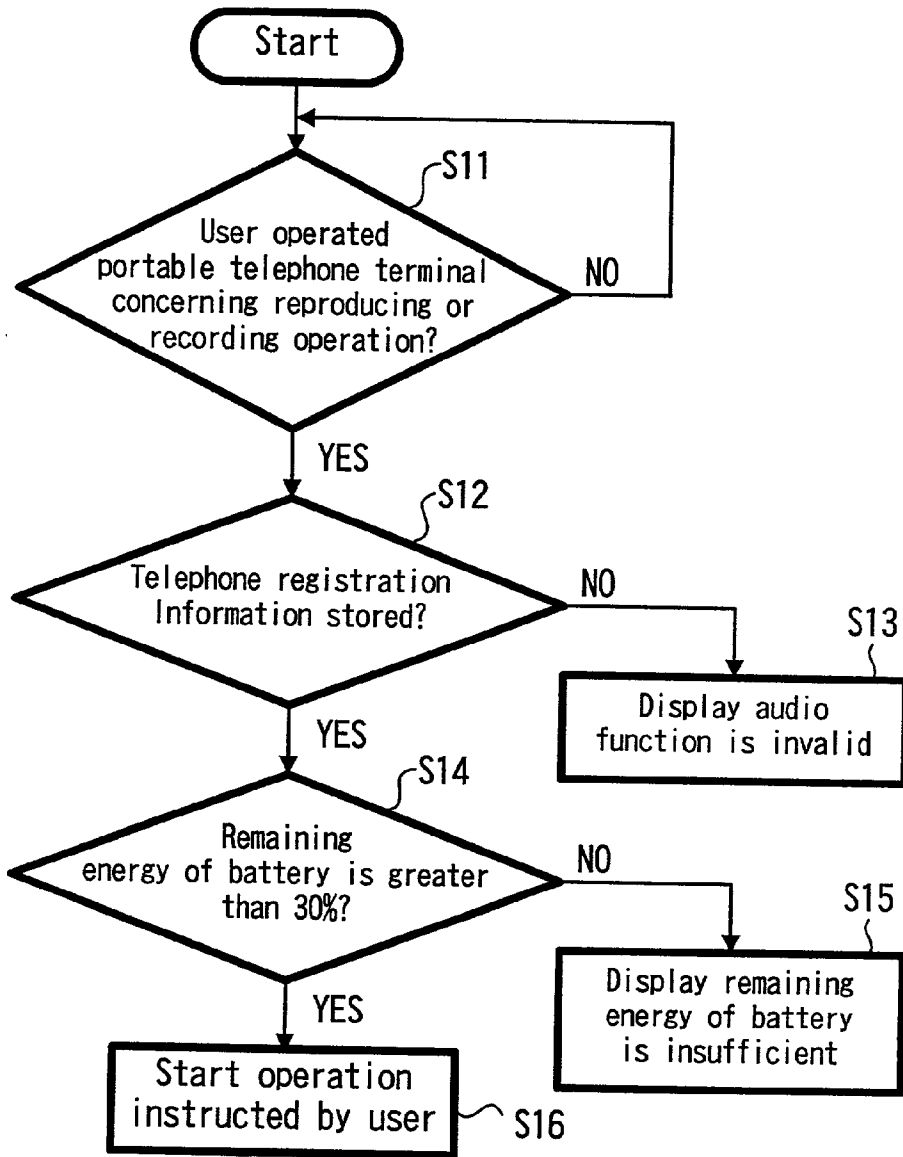 Start
S11
User operated
portable telephone terminal
concerning reproducing or
recording operation?
NO
YES
S12
Telephone registration
Information stored?
NO
S13
Display audio
function is invalid
YES
S14
Remaining
energy of battery is greater
than 30%?
NO
S15
Display remaining
energy of battery
is insufficient
YES
Start operation
instructed by user
S16